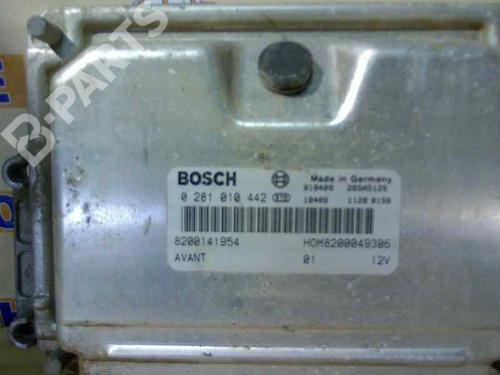 B-PARTS
BOSCH
Made in Germany
0 281 010 442
8200141954
HOM8200049306
AVANT 01 12V